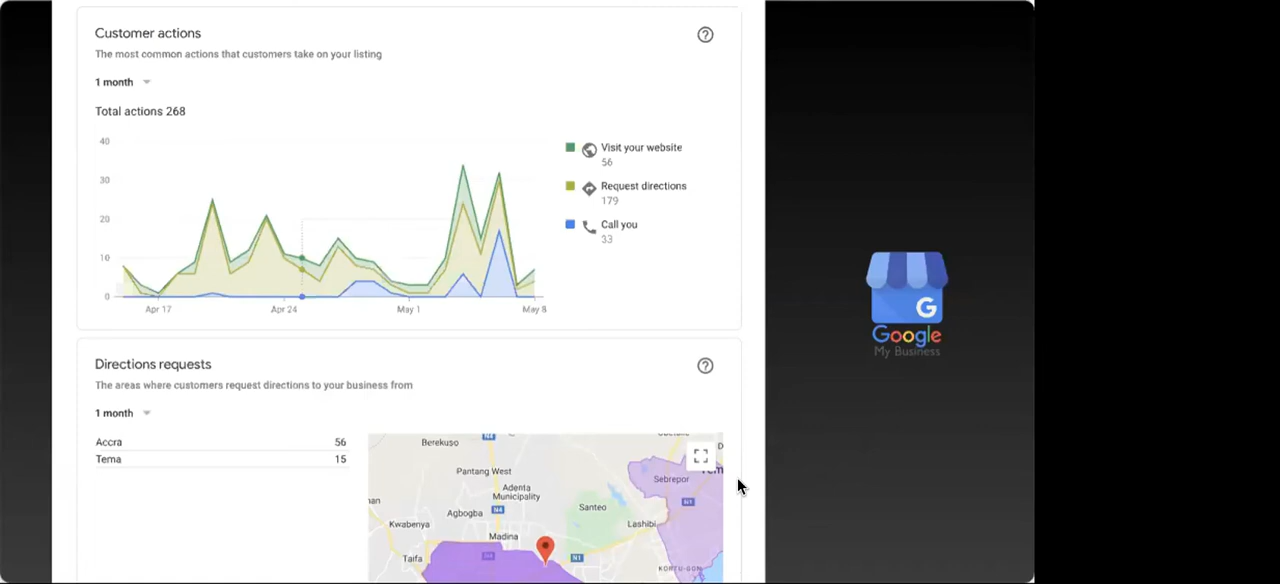 Customer actions
The most common actions that customers take on your listing
1 month
Total actions 268
40
30
20
10
0
Apr 17
Apr 24
May 1
May 8
Visit your website
56
Request directions
179
Call you
33
G
Google
My Business
Directions requests
The areas where customers request directions to your business from
1 month
Accra 56
Tema 15
Berekuso
N4
Pantang West
Adenta
Municipality
Santeo
Sebrepor
N1
Agbogba
N4
Kwabenya
Lashibi
Madina
Taifa
N1